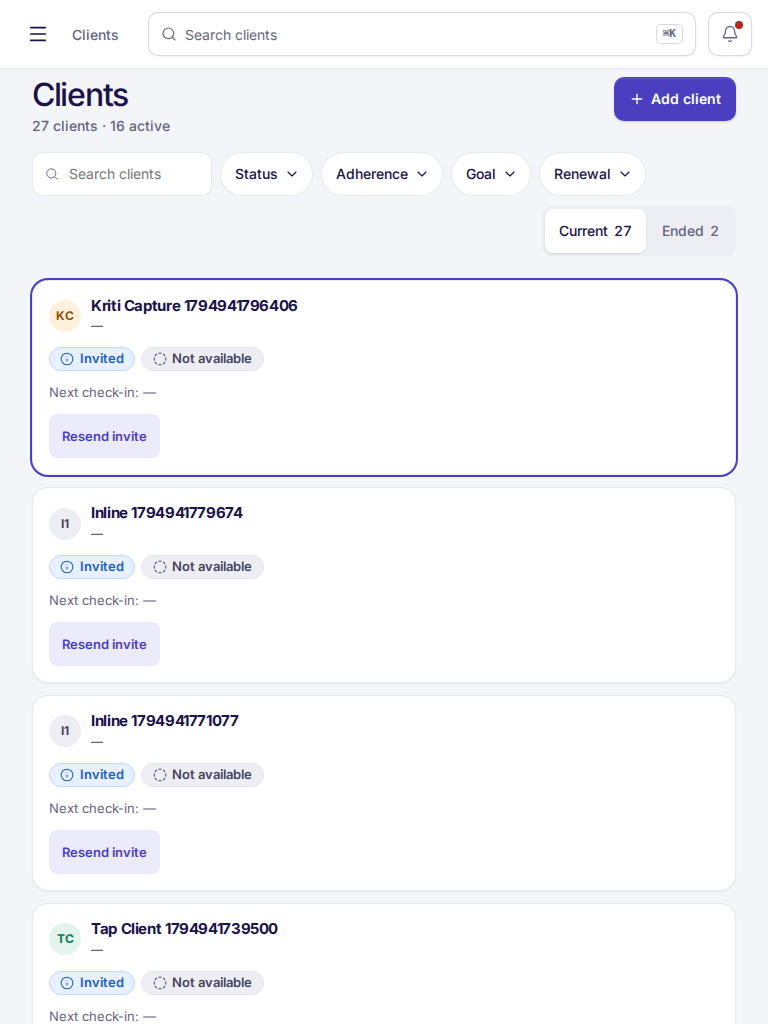 Clients
Search clients
⌘K
Clients
27 clients · 16 active
+ Add client
Search clients
Status
Adherence
Goal
Renewal
Current 27
Ended 2
KC
Kriti Capture 1794941796406
—
Invited
Not available
Next check-in: —
Resend invite
I1
Inline 1794941779674
—
Invited
Not available
Next check-in: —
Resend invite
I1
Inline 1794941771077
—
Invited
Not available
Next check-in: —
Resend invite
TC
Tap Client 1794941739500
—
Invited
Not available
Next check-in: —